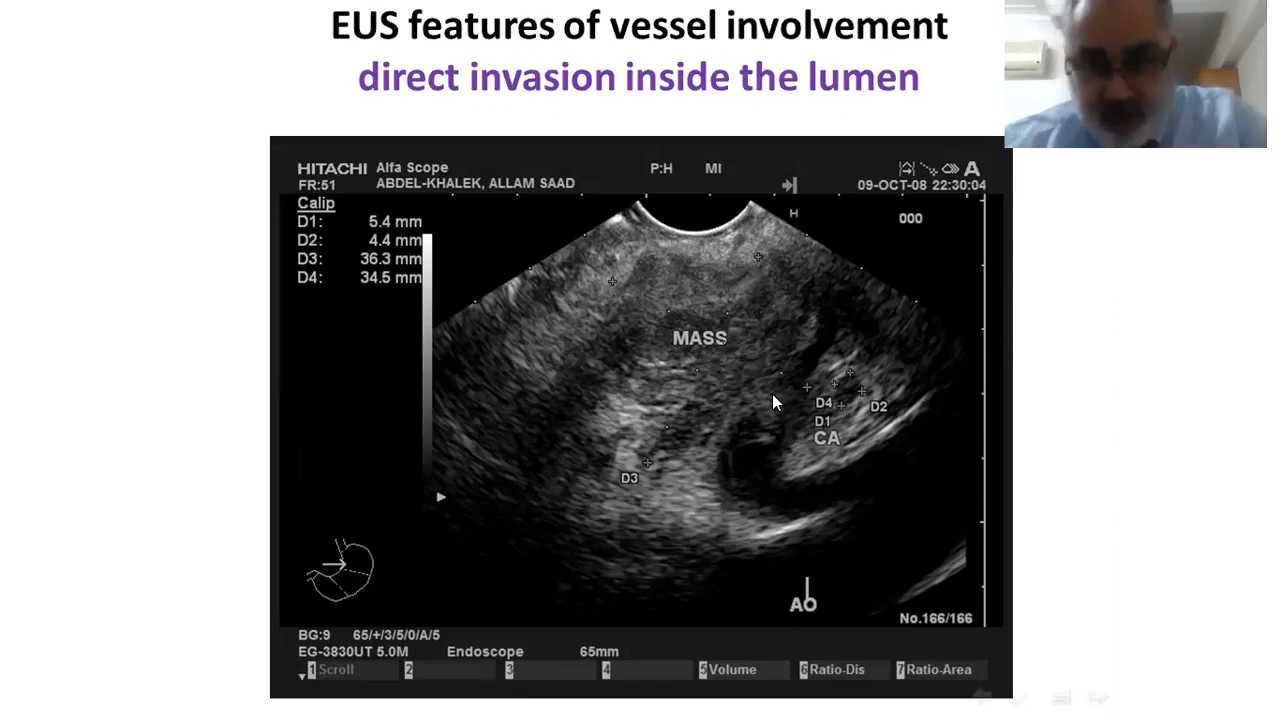 EUS features of vessel involvement
direct invasion inside the lumen
HITACHI Alfa Scope P:H MI A
FR:51 ABDEL-KHALEK, ALLAM SAAD 09-OCT-08 22:30:04
Calip
H
000
D1: 5.4 mm
D2: 4.4 mm
D3: 36.3 mm
D4: 34.5 mm
MASS
D4 D2
D1
CA
D3
AO
No.166/166
BG:9 65/+/3/5/0/A/5
EG-3830UT 5.0M Endoscope 65mm
1 Scroll 2 3 4 5 Volume 6 Ratio-Dis 7 Ratio-Area